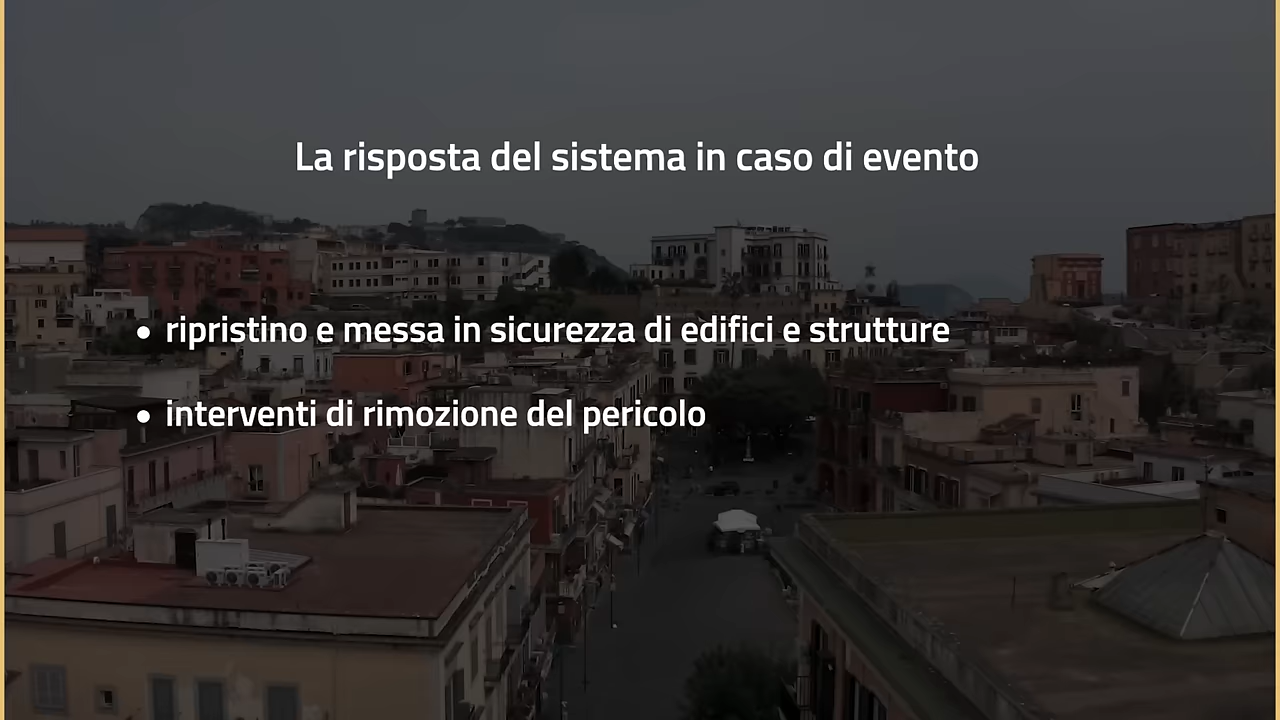 La risposta del sistema in caso di evento
• ripristino e messa in sicurezza di edifici e strutture
• interventi di rimozione del pericolo